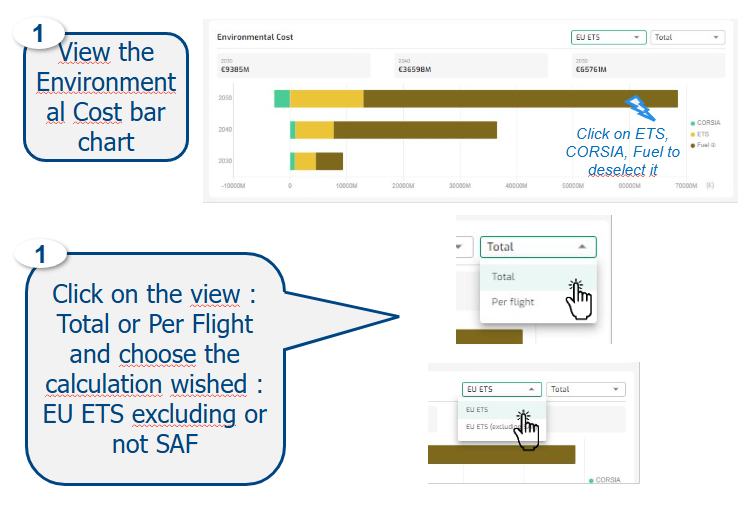 1
View the
Environment
al Cost bar
chart
Environmental Cost
EU ETS
Total
2030
€9385M
2040
€36598M
2050
€65761M
2050
2040
2030
CORSIA
ETS
Fuel
-10000M 0 10000M 20000M 30000M 40000M 50000M 60000M 70000M (€)
Click on ETS,
CORSIA, Fuel to
deselect it
1
Click on the view :
Total or Per Flight
and choose the
calculation wished :
EU ETS excluding or
not SAF
Total
Total
Per flight
EU ETS
Total
EU ETS
EU ETS (excluding
CORSIA